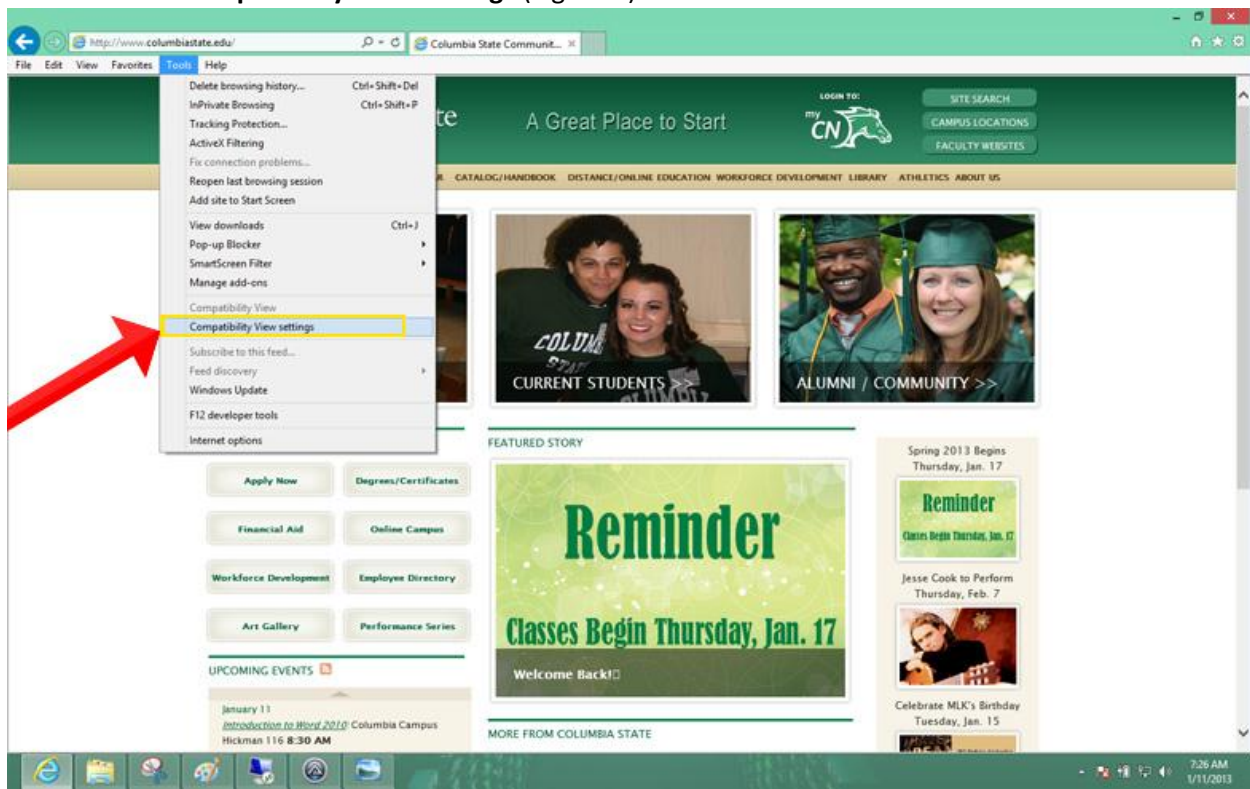 http://www.columbiastate.edu/
Columbia State Communit...
File Edit View Favorites Tools Help
Delete browsing history... Ctrl+Shift+Del
InPrivate Browsing Ctrl+Shift+P
Tracking Protection...
ActiveX Filtering
Fix connection problems...
Reopen last browsing session
Add site to Start Screen
View downloads Ctrl+J
Pop-up Blocker
SmartScreen Filter
Manage add-ons
Compatibility View
Compatibility View settings
Subscribe to this feed...
Feed discovery
Windows Update
F12 developer tools
Internet options
A Great Place to Start
LOGIN TO:
my CN
SITE SEARCH
CAMPUS LOCATIONS
FACULTY WEBSITES
CATALOG/HANDBOOK DISTANCE/ONLINE EDUCATION WORKFORCE DEVELOPMENT LIBRARY ATHLETICS ABOUT US
CURRENT STUDENTS >>
ALUMNI / COMMUNITY >>
Apply Now Degrees/Certificates
Financial Aid Online Campus
Workforce Development Employee Directory
Art Gallery Performance Series
UPCOMING EVENTS
January 11
Introduction to Word 2010: Columbia Campus
Hickman 116 8:30 AM
FEATURED STORY
Reminder
Classes Begin Thursday, Jan. 17
Welcome Back!
MORE FROM COLUMBIA STATE
Spring 2013 Begins
Thursday, Jan. 17
Reminder
Classes Begin Thursday, Jan. 17
Jesse Cook to Perform
Thursday, Feb. 7
Celebrate MLK's Birthday
Tuesday, Jan. 15
7:26 AM
1/11/2013